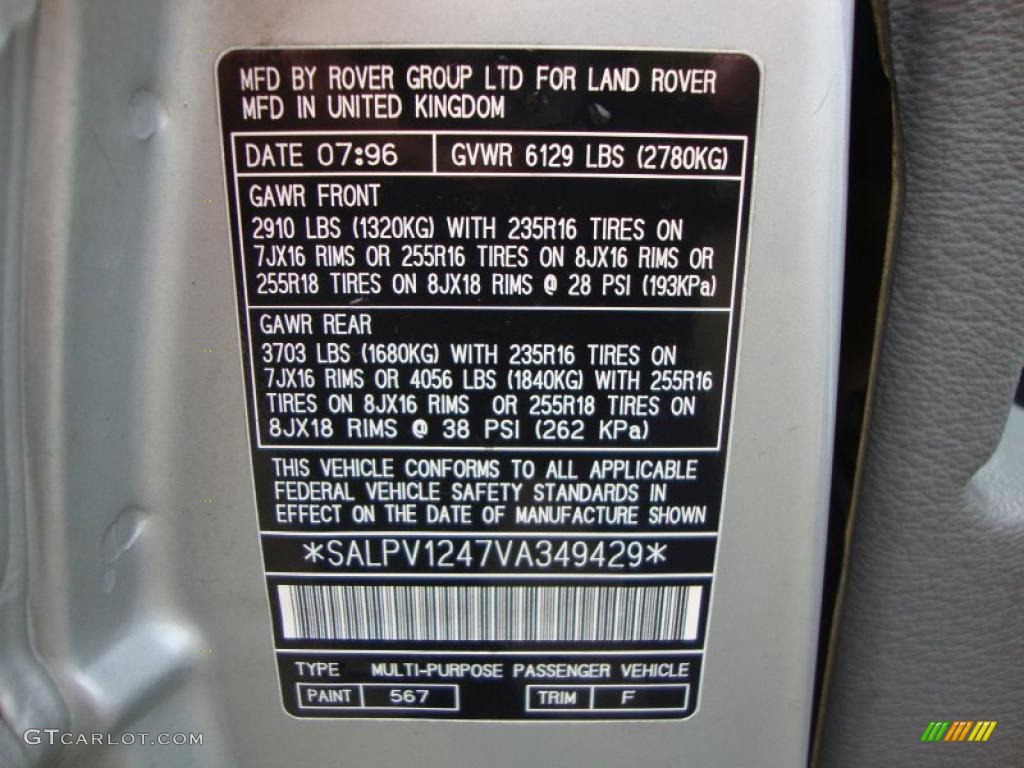 MFD BY ROVER GROUP LTD FOR LAND ROVER
MFD IN UNITED KINGDOM
DATE 07:96 GVWR 6129 LBS (2780KG)
GAWR FRONT
2910 LBS (1320KG) WITH 235R16 TIRES ON
7JX16 RIMS OR 255R16 TIRES ON 8JX16 RIMS OR
255R18 TIRES ON 8JX18 RIMS @ 28 PSI (193KPa)
GAWR REAR
3703 LBS (1680KG) WITH 235R16 TIRES ON
7JX16 RIMS OR 4056 LBS (1840KG) WITH 255R16
TIRES ON 8JX16 RIMS OR 255R18 TIRES ON
8JX18 RIMS @ 38 PSI (262 KPa)
THIS VEHICLE CONFORMS TO ALL APPLICABLE
FEDERAL VEHICLE SAFETY STANDARDS IN
EFFECT ON THE DATE OF MANUFACTURE SHOWN
*SALPV1247VA349429*
TYPE MULTI-PURPOSE PASSENGER VEHICLE
PAINT 567 TRIM F
GTCARLOT.COM